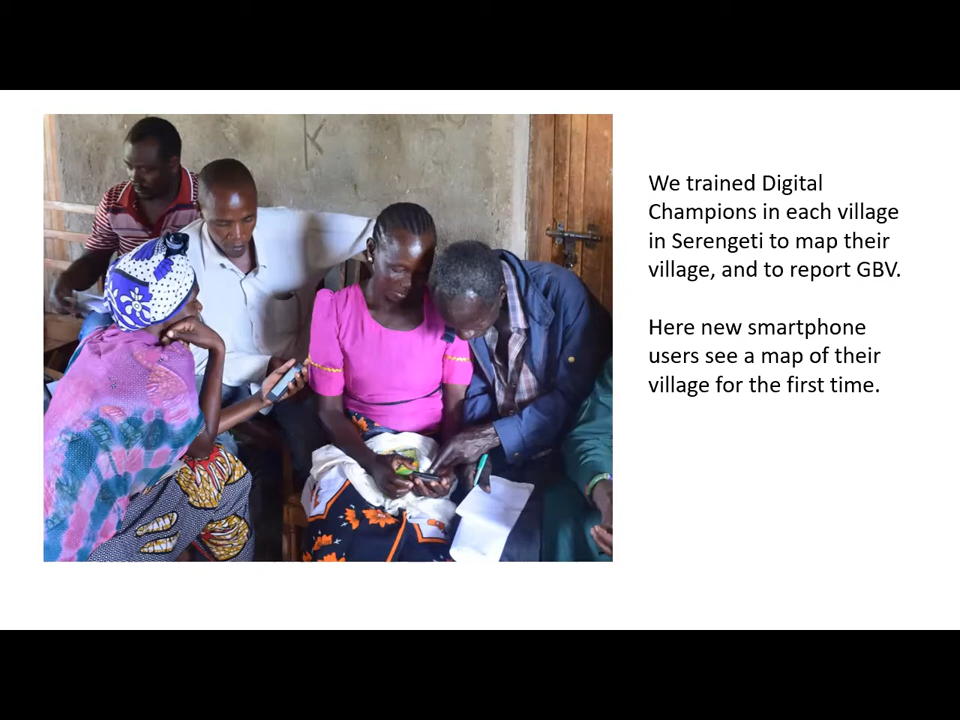 We trained Digital
Champions in each village
in Serengeti to map their
village, and to report GBV.
Here new smartphone
users see a map of their
village for the first time.
K